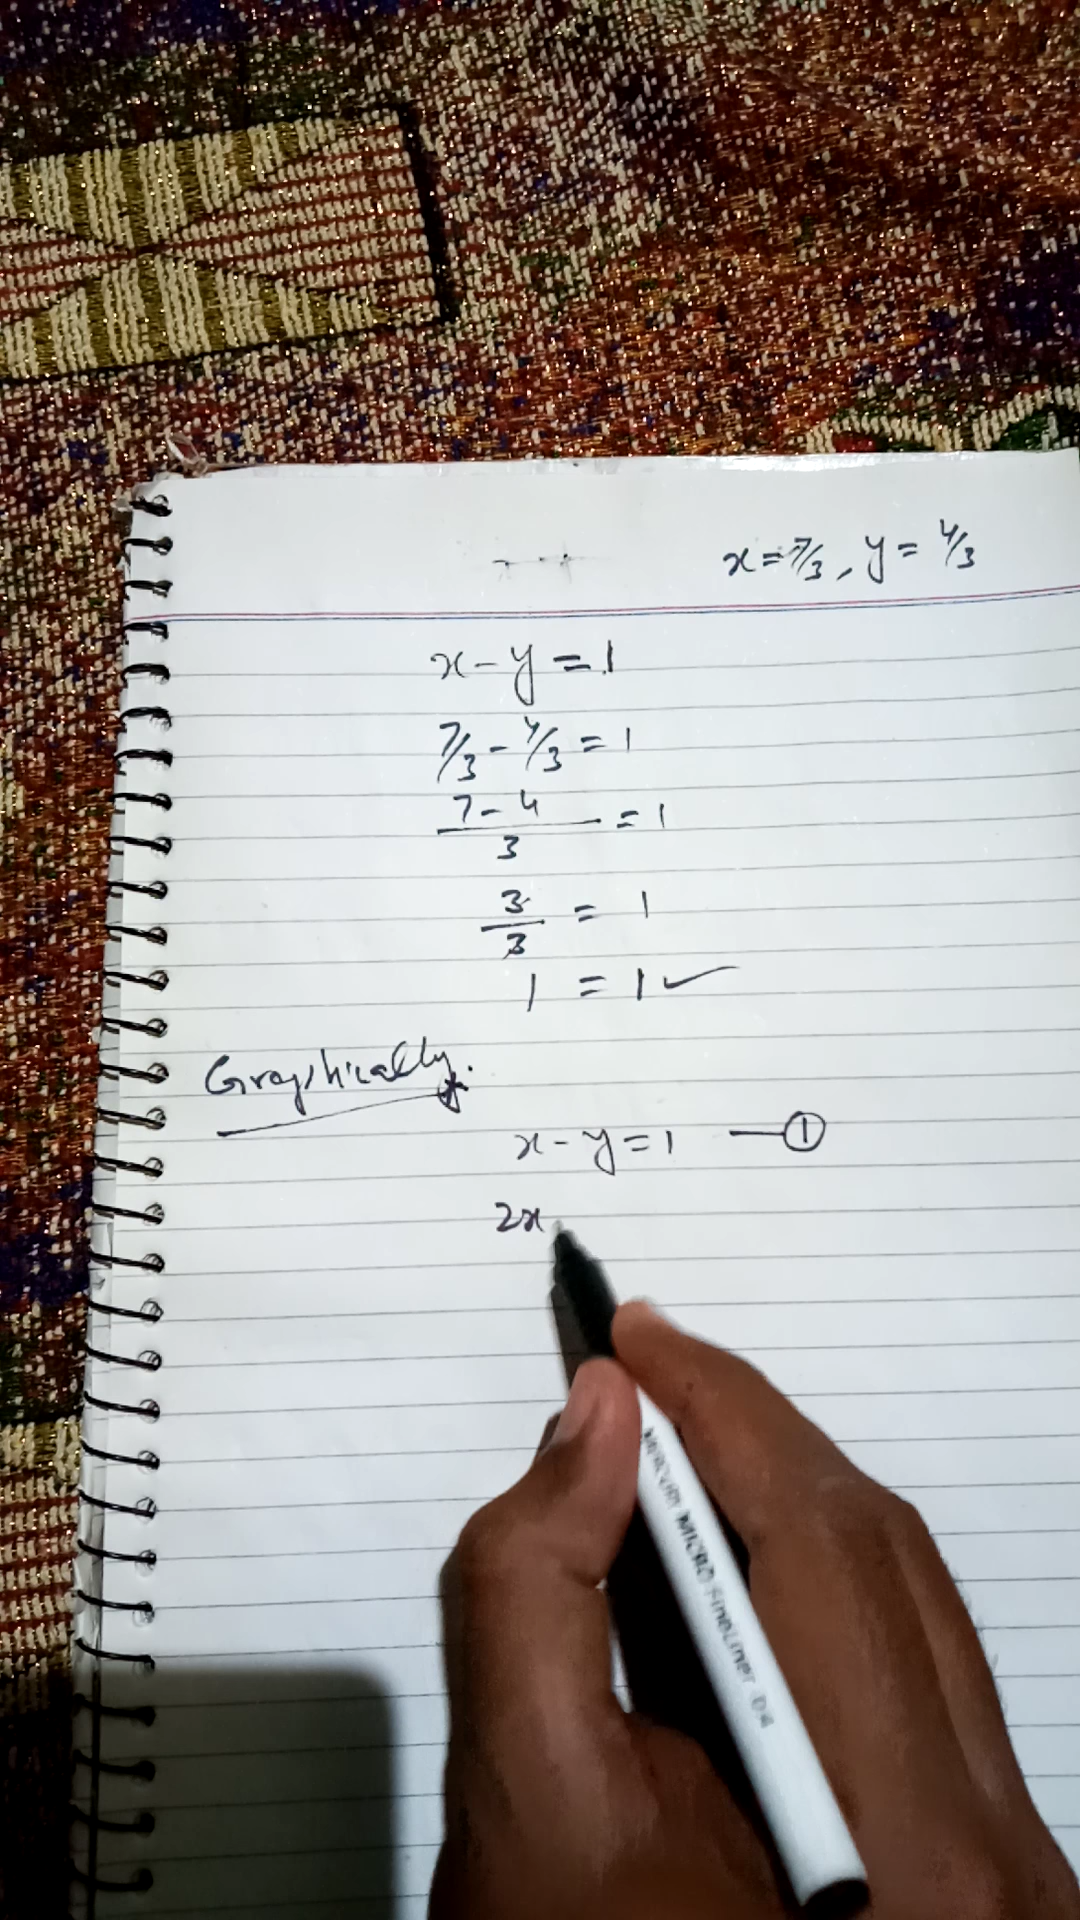 x = 7/3, y = 4/3
x - y = 1
7/3 - 4/3 = 1
7 - 4 / 3 = 1
3 / 3 = 1
1 = 1 ✓
Graphically.
x - y = 1 — ①
2x
MICRO FineLiner 04